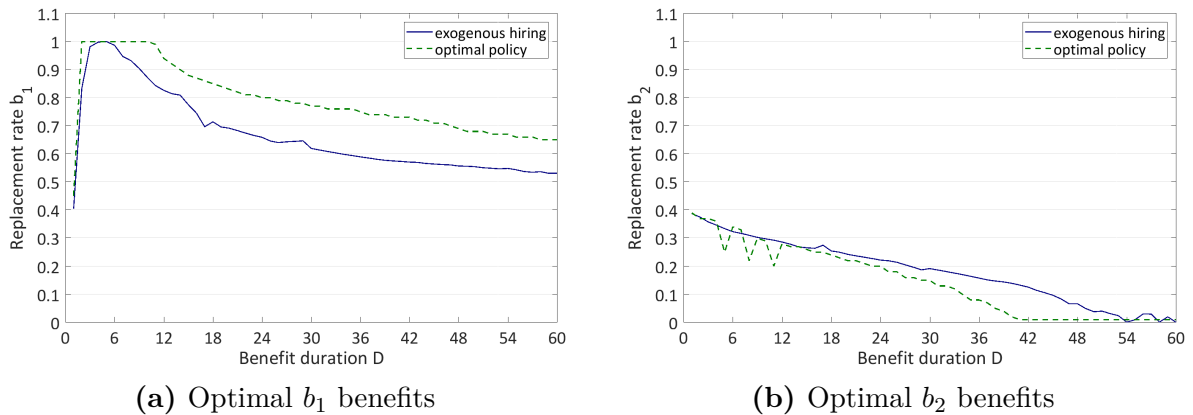 1.1
1
0.9
0.8
0.7
0.6
0.5
0.4
0.3
0.2
0.1
0
Replacement rate b1
exogenous hiring
optimal policy
0 6 12 18 24 30 36 42 48 54 60
Benefit duration D
(a) Optimal b1 benefits
1.1
1
0.9
0.8
0.7
0.6
0.5
0.4
0.3
0.2
0.1
0
Replacement rate b2
exogenous hiring
optimal policy
0 6 12 18 24 30 36 42 48 54 60
Benefit duration D
(b) Optimal b2 benefits